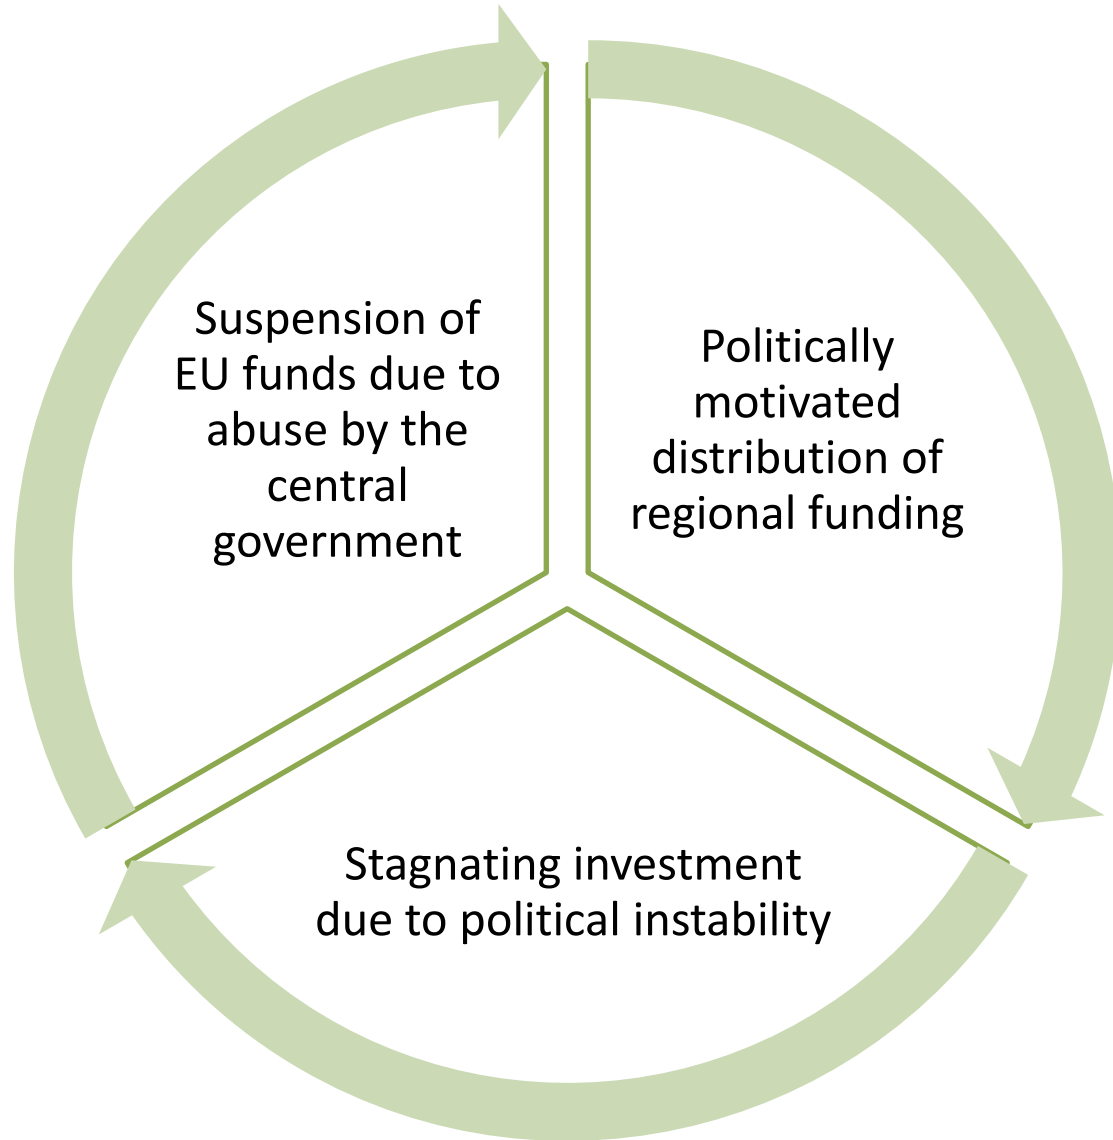 Suspension of
EU funds due to
abuse by the
central
government
Politically
motivated
distribution of
regional funding
Stagnating investment
due to political instability